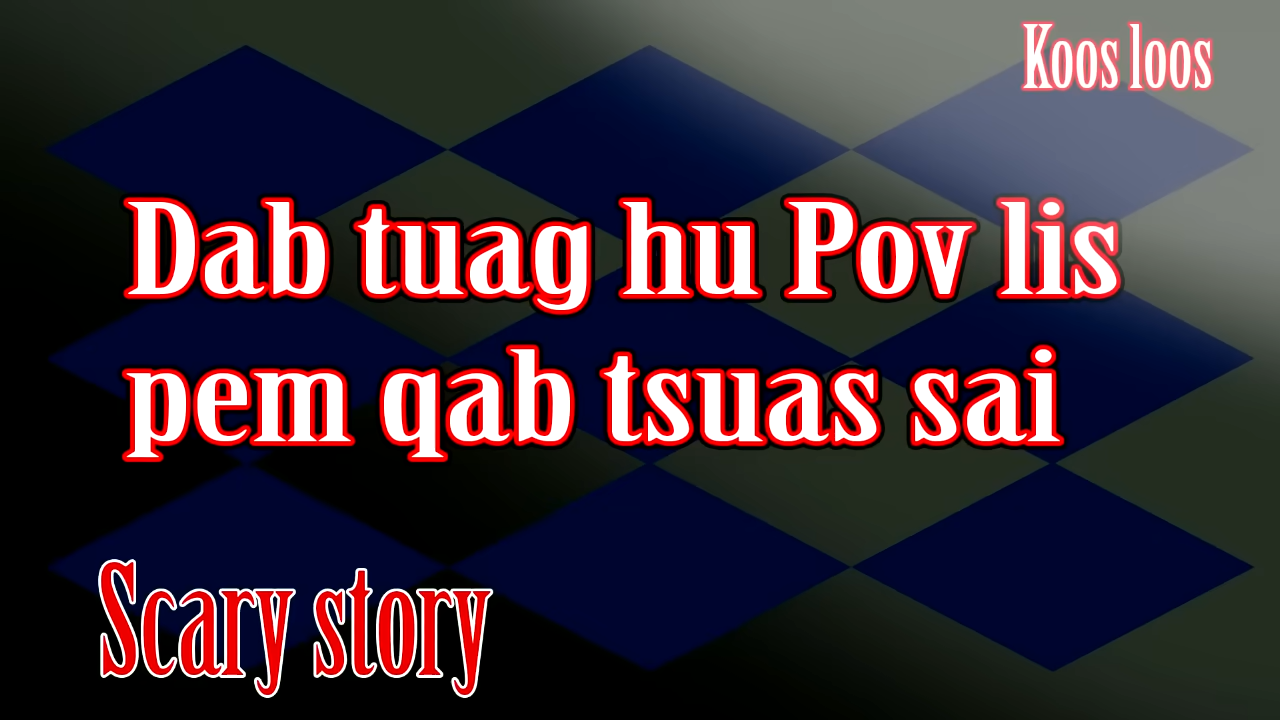 Koos loos
Dab tuag hu Pov lis
pem qab tsuas sai
Scary story